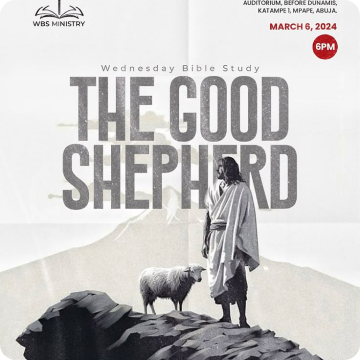 AUDITORIUM, BEFORE DUNAMIS,
KATAMPE 1, MPAPE, ABUJA.
WBS MINISTRY
MARCH 6, 2024
6PM
Wednesday Bible Study
THE GOOD
SHEPHERD